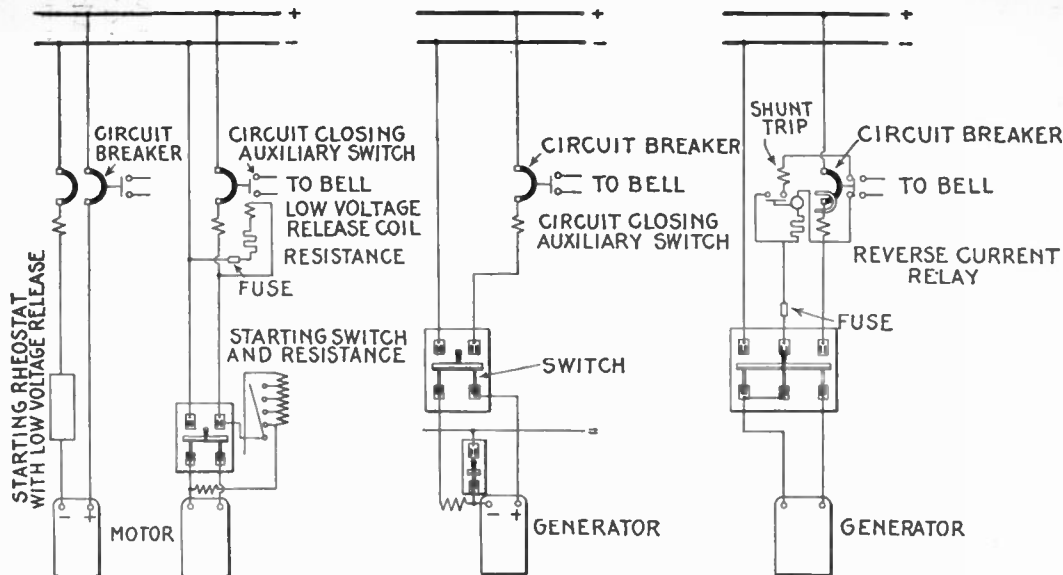 +
−
+
−
+
−
CIRCUIT
BREAKER
CIRCUIT CLOSING
AUXILIARY SWITCH
TO BELL
LOW VOLTAGE
RELEASE COIL
RESISTANCE
FUSE
STARTING RHEOSTAT
WITH LOW VOLTAGE RELEASE
STARTING SWITCH
AND RESISTANCE
− +
MOTOR
CIRCUIT BREAKER
TO BELL
CIRCUIT CLOSING
AUXILIARY SWITCH
SWITCH
=
− +
GENERATOR
SHUNT
TRIP
CIRCUIT BREAKER
TO BELL
REVERSE CURRENT
RELAY
FUSE
GENERATOR